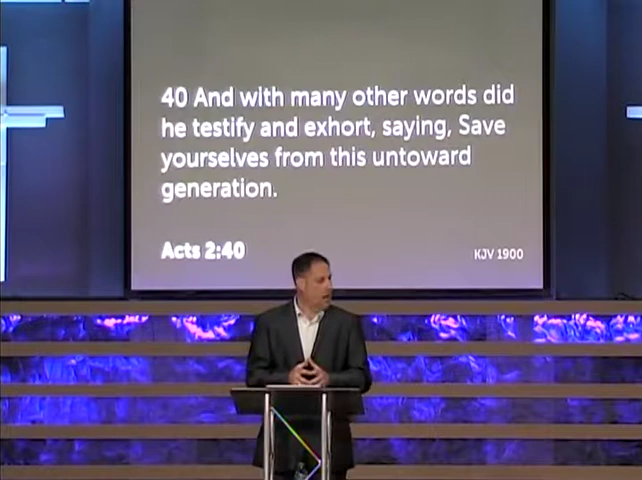 40 And with many other words did
he testify and exhort, saying, Save
yourselves from this untoward
generation.
Acts 2:40
KJV 1900